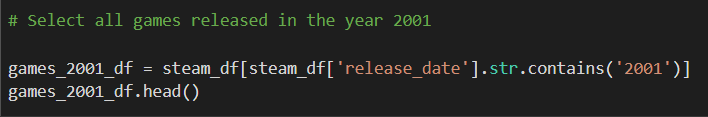 # Select all games released in the year 2001
games_2001_df = steam_df[steam_df['release_date'].str.contains('2001')]
games_2001_df.head()